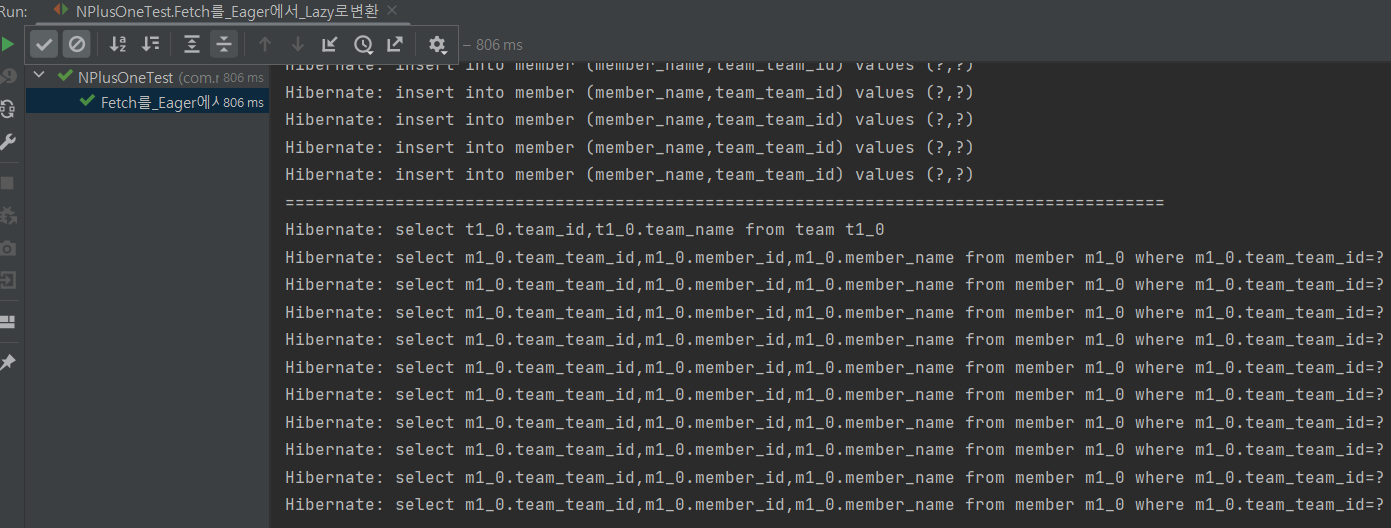 Run: NPlusOneTest.Fetch를_Eager에서_Lazy로변환
– 806 ms
NPlusOneTest (com.r 806 ms
Fetch를_Eager에서 806 ms
Hibernate: insert into member (member_name,team_team_id) values (?,?)
Hibernate: insert into member (member_name,team_team_id) values (?,?)
Hibernate: insert into member (member_name,team_team_id) values (?,?)
Hibernate: insert into member (member_name,team_team_id) values (?,?)
Hibernate: insert into member (member_name,team_team_id) values (?,?)
========================================================================================
Hibernate: select t1_0.team_id,t1_0.team_name from team t1_0
Hibernate: select m1_0.team_team_id,m1_0.member_id,m1_0.member_name from member m1_0 where m1_0.team_team_id=?
Hibernate: select m1_0.team_team_id,m1_0.member_id,m1_0.member_name from member m1_0 where m1_0.team_team_id=?
Hibernate: select m1_0.team_team_id,m1_0.member_id,m1_0.member_name from member m1_0 where m1_0.team_team_id=?
Hibernate: select m1_0.team_team_id,m1_0.member_id,m1_0.member_name from member m1_0 where m1_0.team_team_id=?
Hibernate: select m1_0.team_team_id,m1_0.member_id,m1_0.member_name from member m1_0 where m1_0.team_team_id=?
Hibernate: select m1_0.team_team_id,m1_0.member_id,m1_0.member_name from member m1_0 where m1_0.team_team_id=?
Hibernate: select m1_0.team_team_id,m1_0.member_id,m1_0.member_name from member m1_0 where m1_0.team_team_id=?
Hibernate: select m1_0.team_team_id,m1_0.member_id,m1_0.member_name from member m1_0 where m1_0.team_team_id=?
Hibernate: select m1_0.team_team_id,m1_0.member_id,m1_0.member_name from member m1_0 where m1_0.team_team_id=?
Hibernate: select m1_0.team_team_id,m1_0.member_id,m1_0.member_name from member m1_0 where m1_0.team_team_id=?